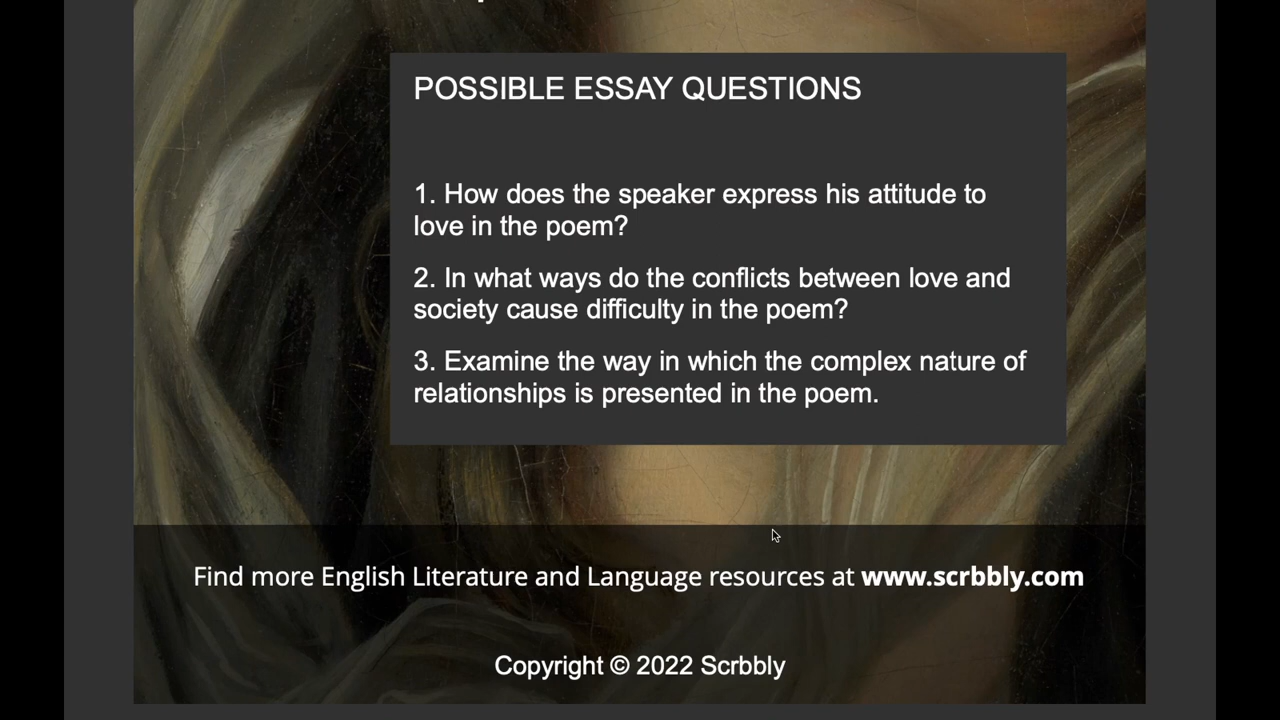 POSSIBLE ESSAY QUESTIONS
1. How does the speaker express his attitude to
love in the poem?
2. In what ways do the conflicts between love and
society cause difficulty in the poem?
3. Examine the way in which the complex nature of
relationships is presented in the poem.
Find more English Literature and Language resources at www.scrbbly.com
Copyright © 2022 Scrbbly